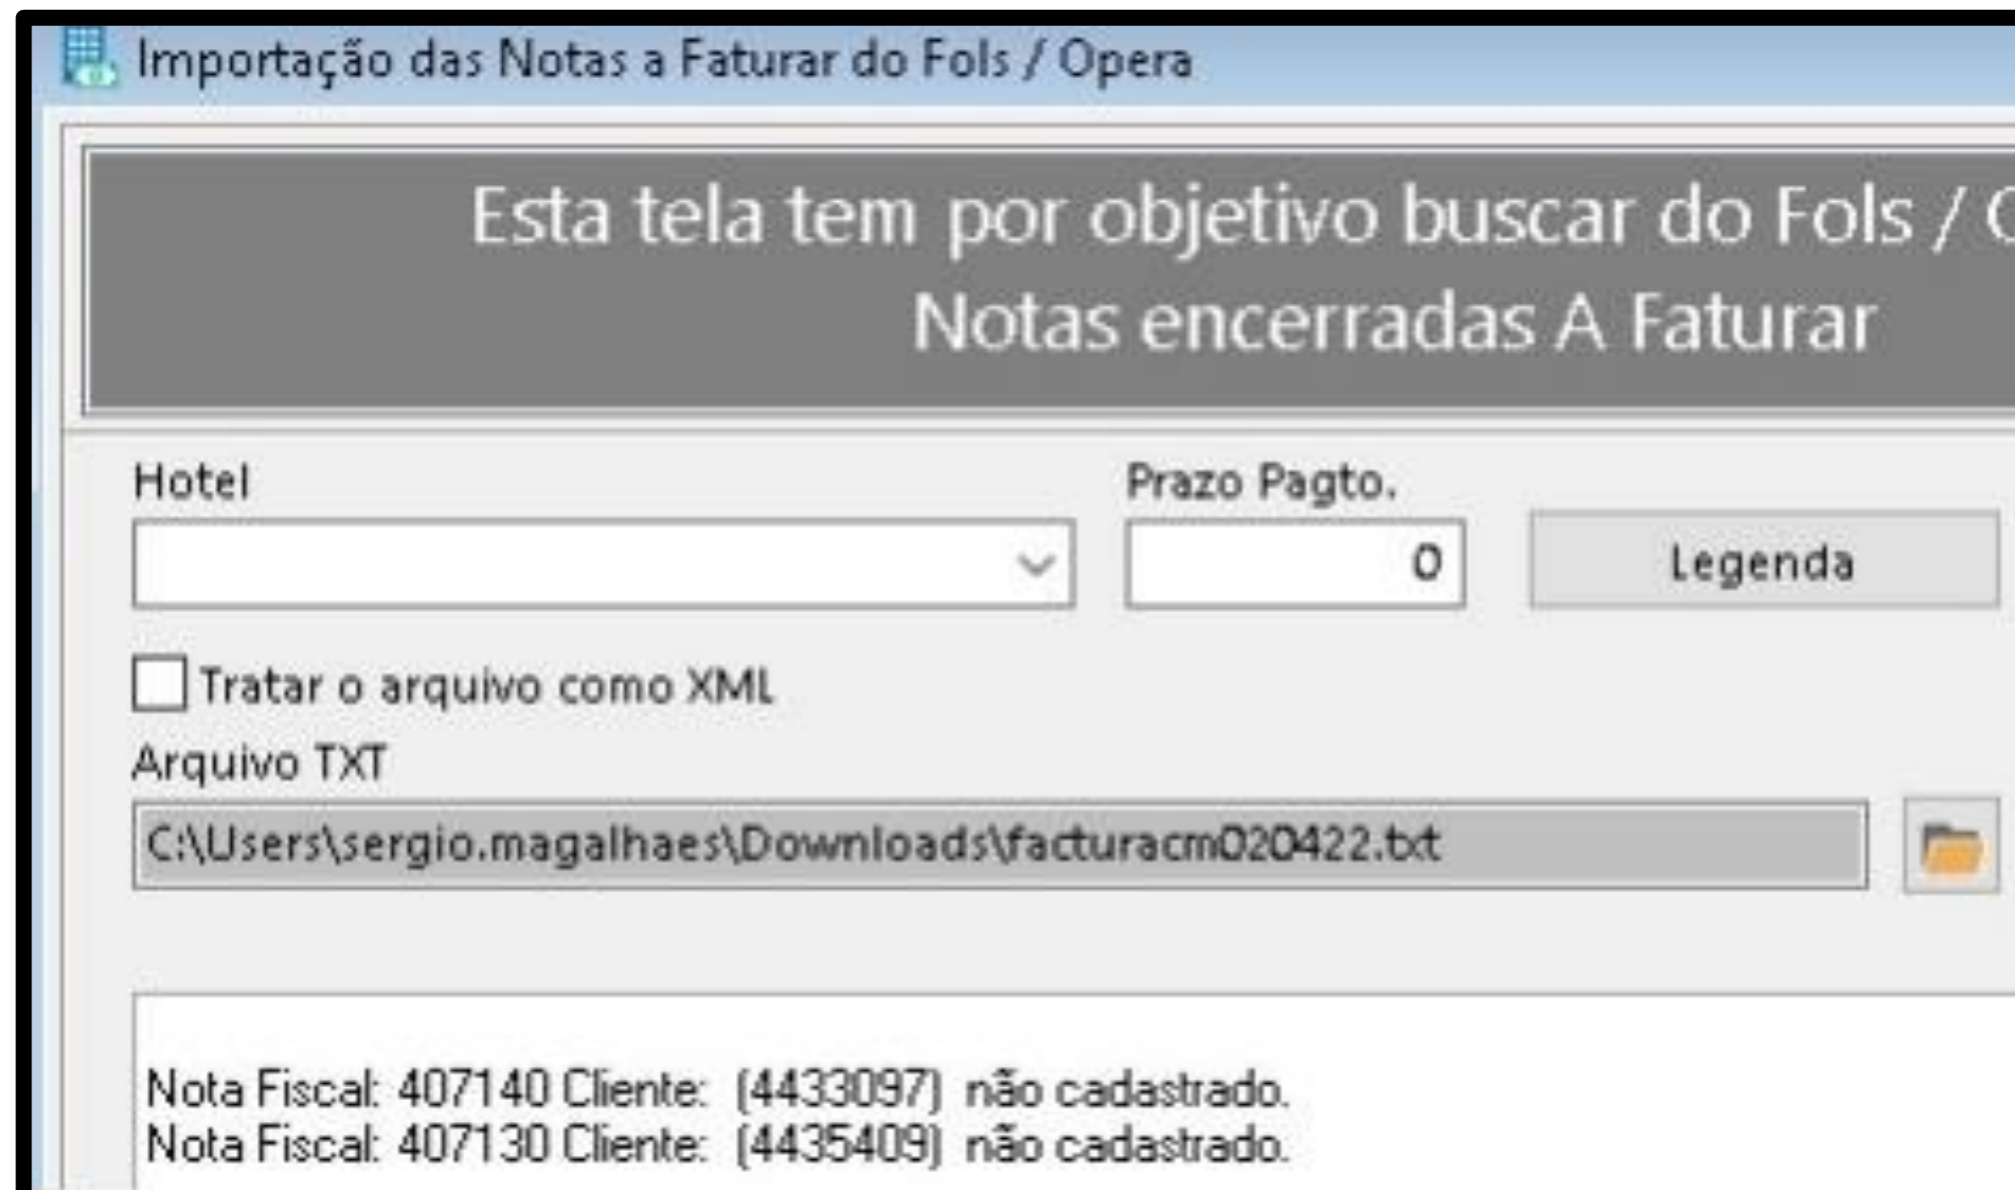 Importação das Notas a Faturar do Fols / Opera
Esta tela tem por objetivo buscar do Fols /
Notas encerradas A Faturar
Hotel
Prazo Pagto.
0
Legenda
Tratar o arquivo como XML
Arquivo TXT
C:\Users\sergio.magalhaes\Downloads\facturacm020422.txt
Nota Fiscal: 407140 Cliente: (4433097) não cadastrado.
Nota Fiscal: 407130 Cliente: (4435409) não cadastrado.